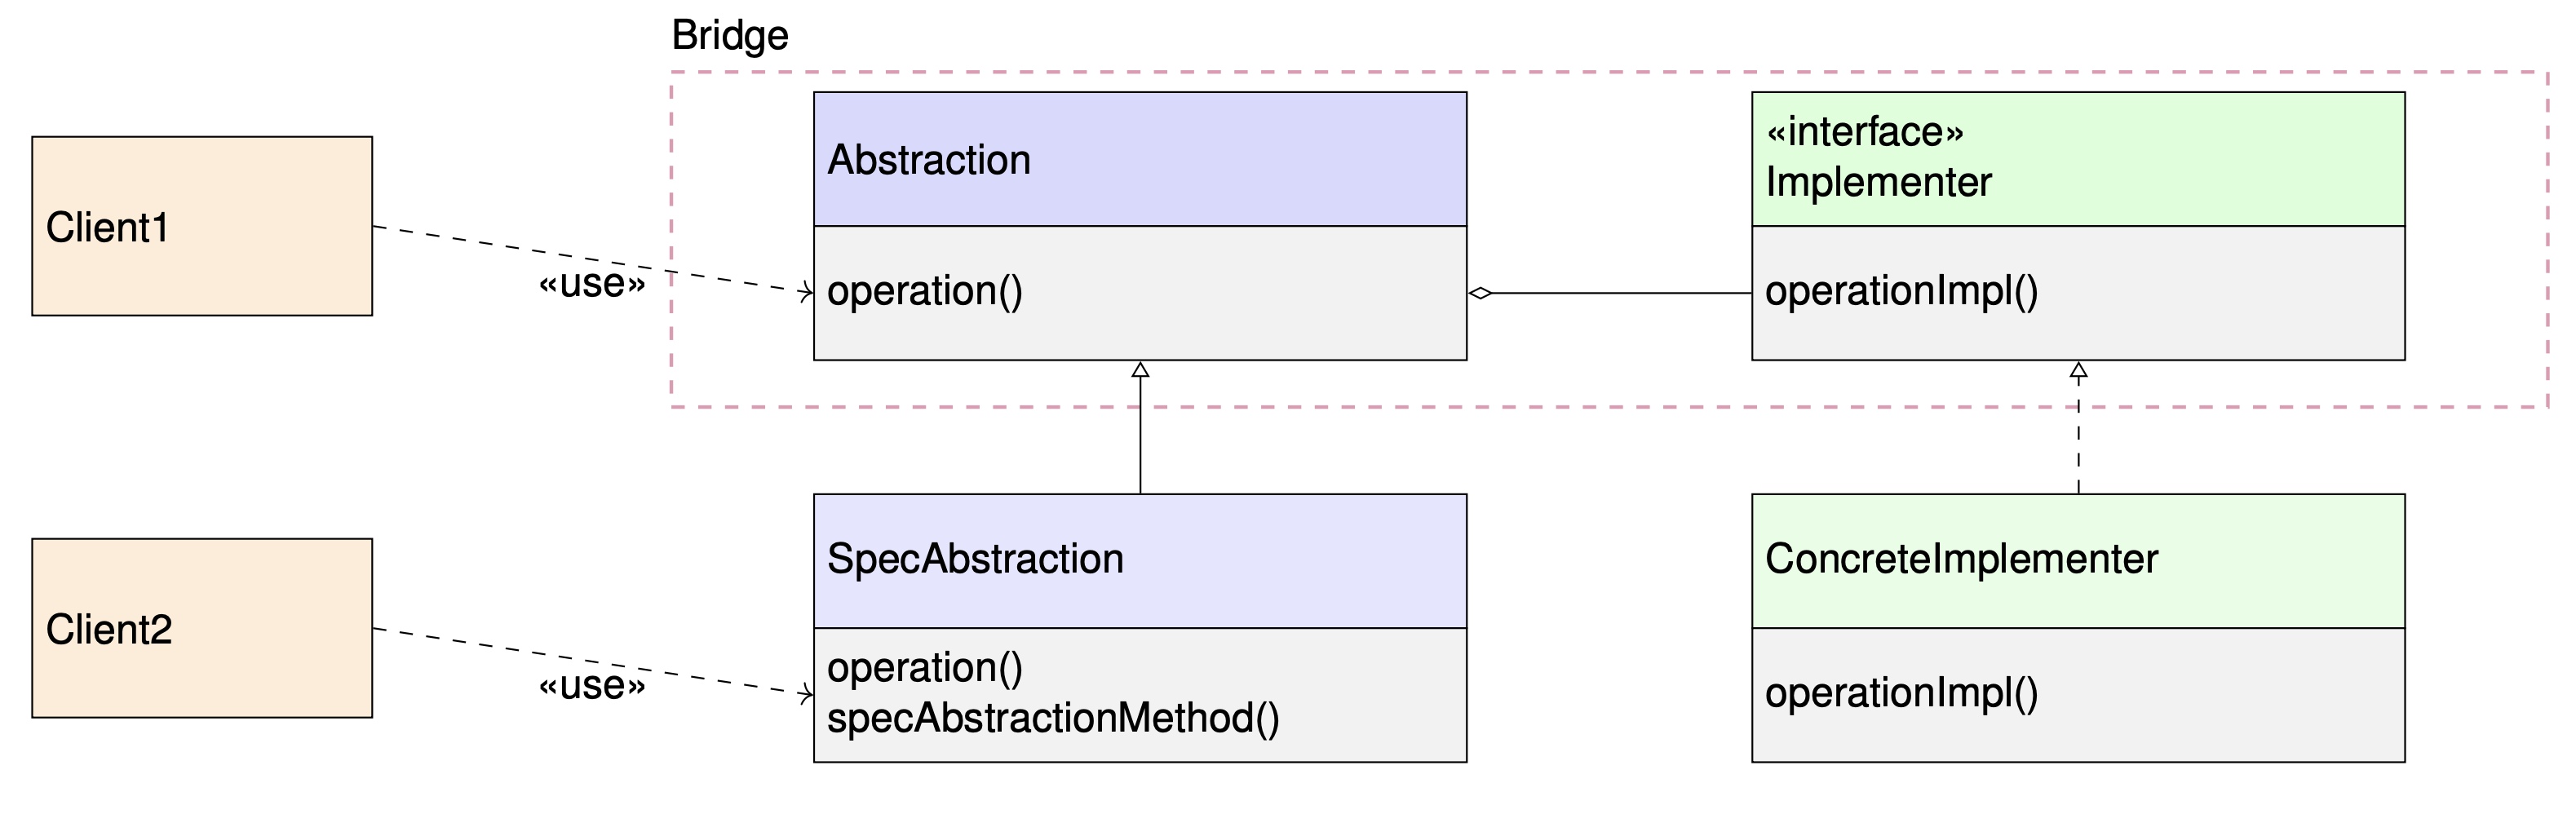 Bridge
Client1
«use»
Abstraction
operation()
«interface»
Implementer
operationImpl()
Client2
«use»
SpecAbstraction
operation()
specAbstractionMethod()
ConcreteImplementer
operationImpl()